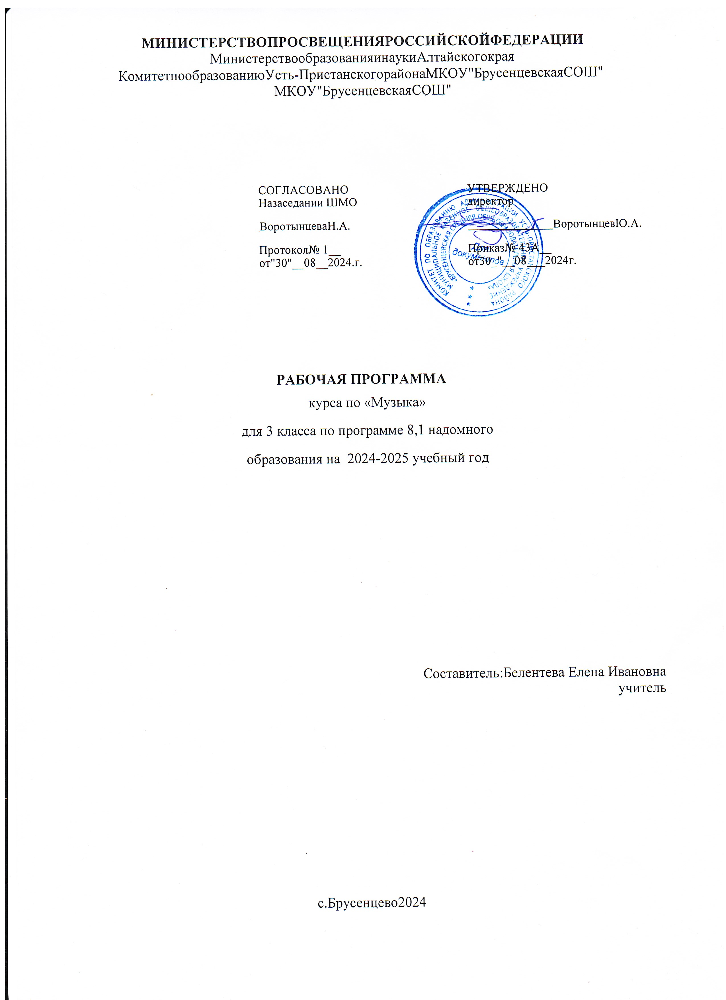 МИНИСТЕРСТВОПРОСВЕЩЕНИЯРОССИЙСКОЙФЕДЕРАЦИИ
МинистерствообразованияинаукиАлтайскогокрая
КомитетпообразованиюУсть-ПристанскогорайонаМКОУ"БрусенцевскаяСОШ"
МКОУ"БрусенцевскаяСОШ"
СОГЛАСОВАНО
Назаседании ШМО
ВоротынцеваН.А.
Протокол№ 1__
от"30"__08__2024.г.
УТВЕРЖДЕНО
директор
______________ВоротынцевЮ.А.
Приказ№ 43А__
от30_"__08___2024г.
КОМИТЕТ ПО ОБРАЗОВАНИЮ АДМИНИСТРАЦИИ УСТЬ-ПРИСТАНСКОГО РАЙОНА
МУНИЦИПАЛЬНОЕ КАЗЕННОЕ ОБЩЕОБРАЗОВАТЕЛЬНОЕ УЧРЕЖДЕНИЕ
«БРУСЕНЦЕВСКАЯ СРЕДНЯЯ ОБЩЕОБРАЗОВАТЕЛЬНАЯ ШКОЛА»
Для
документов
РАБОЧАЯ ПРОГРАММА
курса по «Музыка»
для 3 класса по программе 8,1 надомного
образования на 2024-2025 учебный год
Составитель:Белентева Елена Ивановна
учитель
с.Брусенцево2024